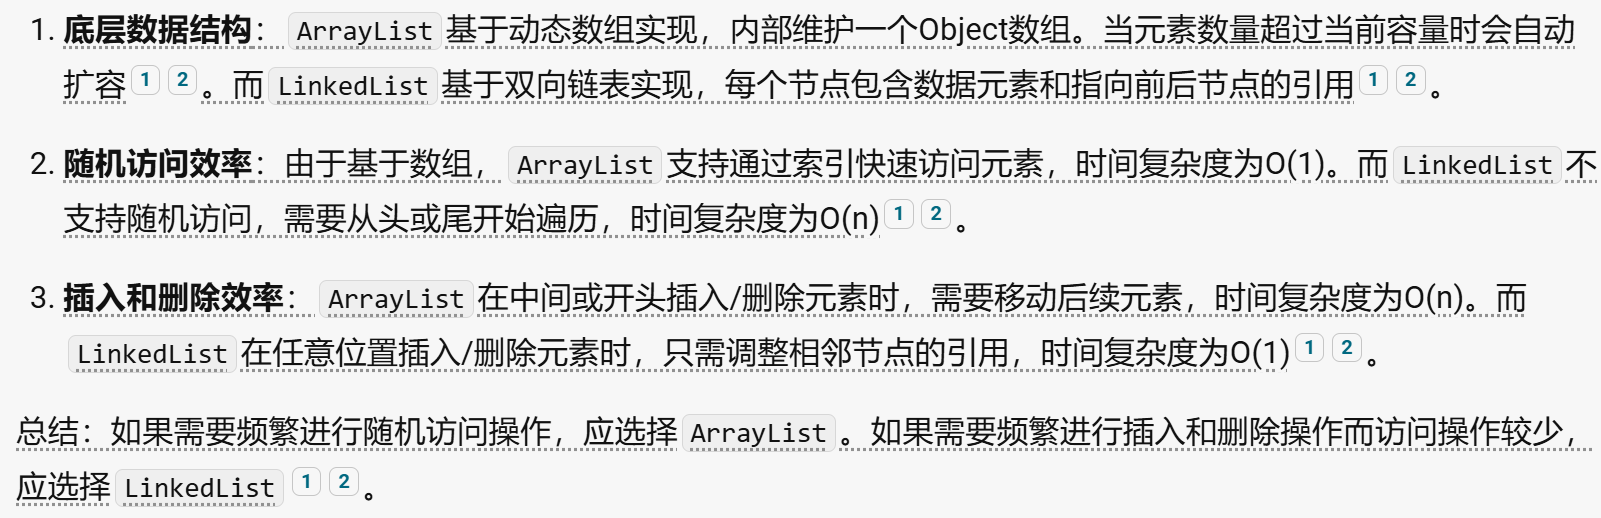 1. 底层数据结构： ArrayList 基于动态数组实现，内部维护一个Object数组。当元素数量超过当前容量时会自动
扩容 1 2 。而 LinkedList 基于双向链表实现，每个节点包含数据元素和指向前后节点的引用 1 2 。
2. 随机访问效率：由于基于数组， ArrayList 支持通过索引快速访问元素，时间复杂度为O(1)。而 LinkedList 不
支持随机访问，需要从头或尾开始遍历，时间复杂度为O(n) 1 2 。
3. 插入和删除效率： ArrayList 在中间或开头插入/删除元素时，需要移动后续元素，时间复杂度为O(n)。而
LinkedList 在任意位置插入/删除元素时，只需调整相邻节点的引用，时间复杂度为O(1) 1 2 。
总结：如果需要频繁进行随机访问操作，应选择 ArrayList 。如果需要频繁进行插入和删除操作而访问操作较少，
应选择 LinkedList 1 2 。